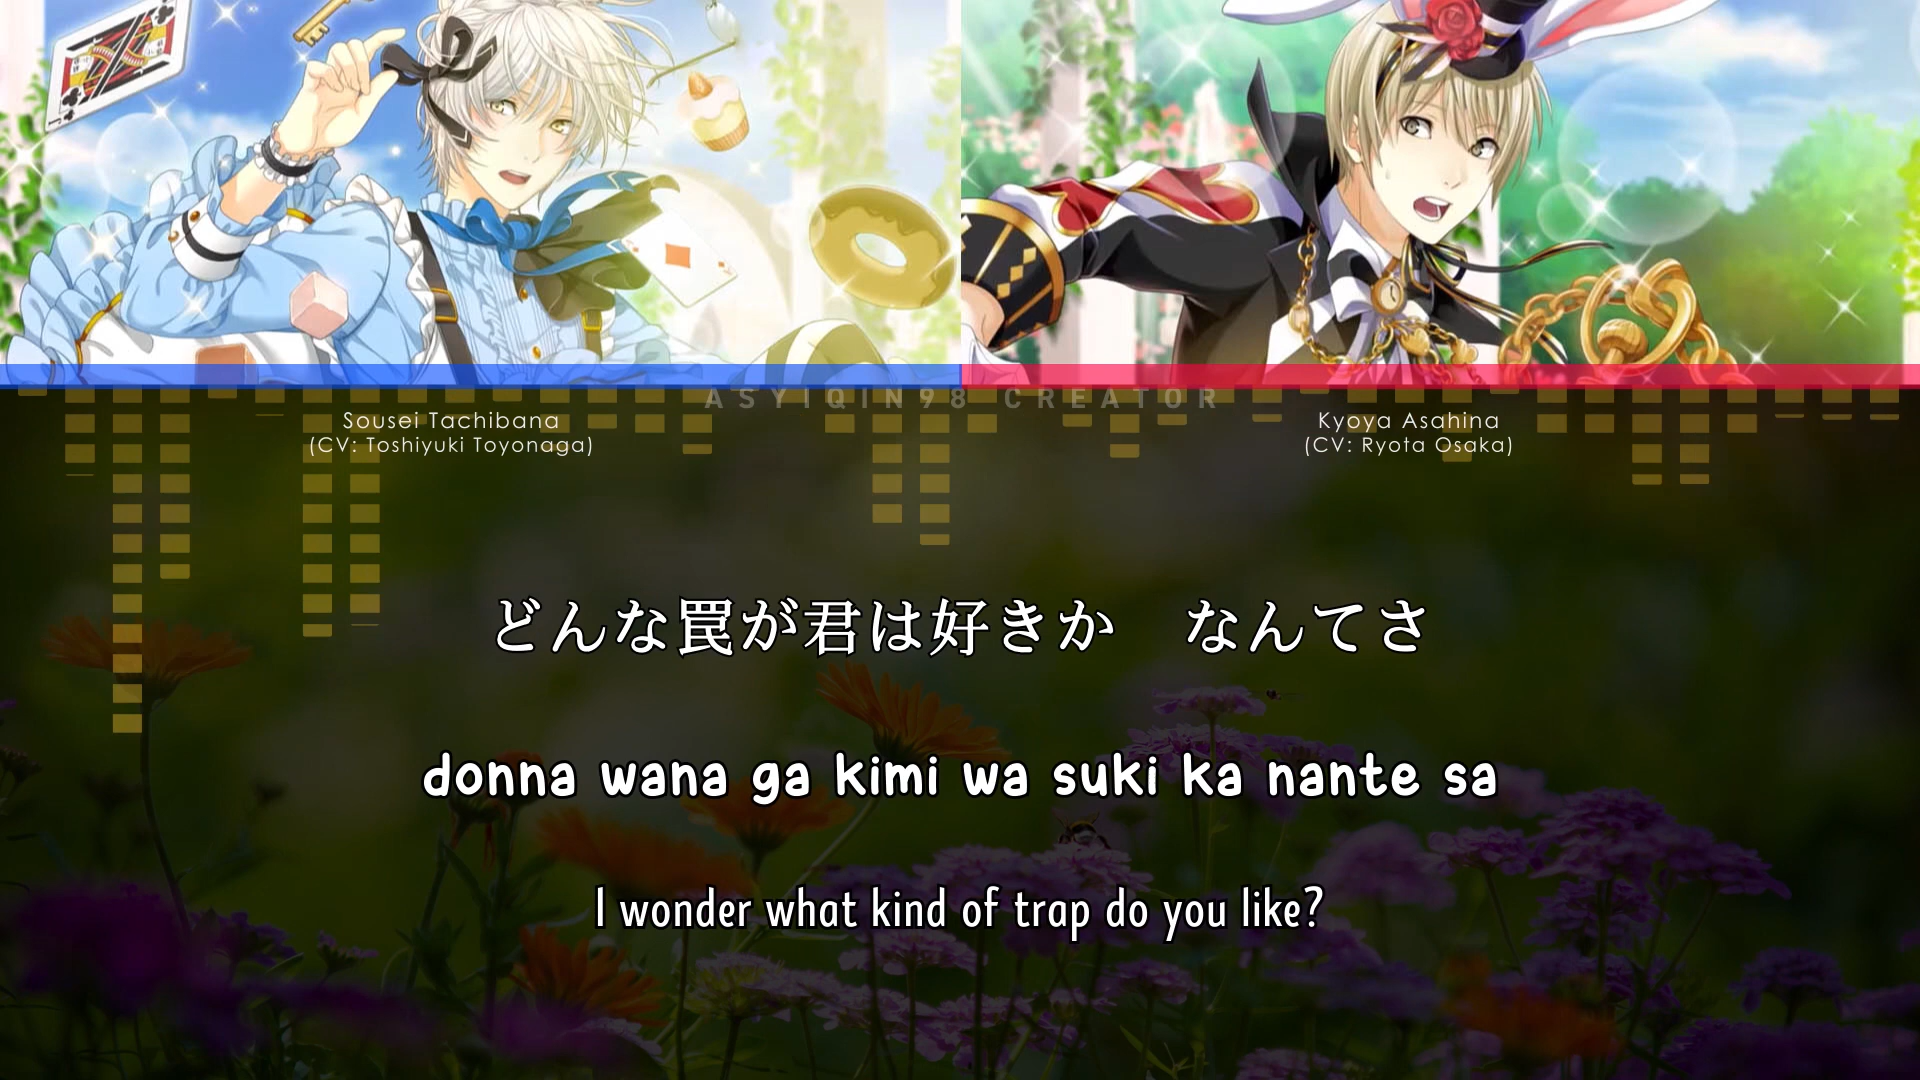 ASYIQIN98 CREATOR
Sousei Tachibana
(CV: Toshiyuki Toyonaga)
Kyoya Asahina
(CV: Ryota Osaka)
どんな罠が君は好きか　なんてさ
donna wana ga kimi wa suki ka nante sa
I wonder what kind of trap do you like?